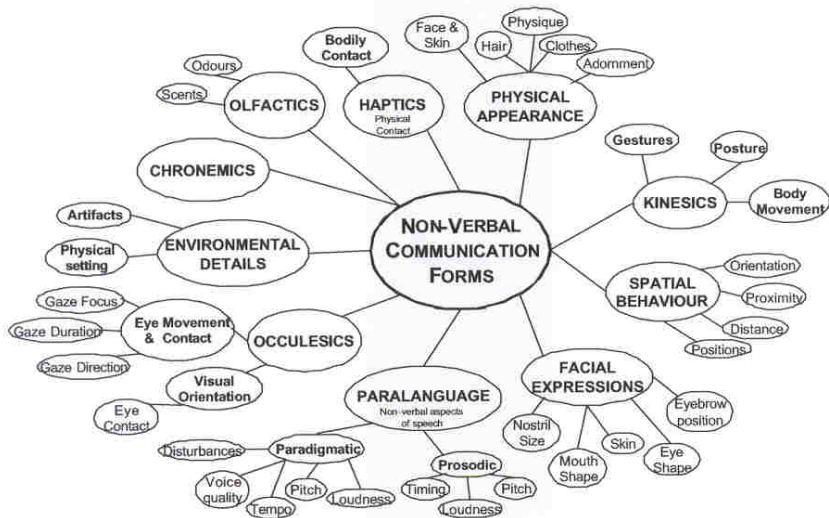 Physique
Face &
Skin
Hair
Clothes
Adornment
Bodily
Contact
Odours
Scents
OLFACTICS
HAPTICS
Physical
Contact
PHYSICAL
APPEARANCE
Gestures
Posture
CHRONEMICS
KINESICS
Body
Movement
Artifacts
Physical
setting
ENVIRONMENTAL
DETAILS
NON-VERBAL
COMMUNICATION
FORMS
Orientation
SPATIAL
BEHAVIOUR
Proximity
Distance
Positions
Gaze Focus
Gaze Duration
Gaze Direction
Eye Movement
& Contact
OCCULESICS
Visual
Orientation
Eye
Contact
PARALANGUAGE
Non-verbal aspects
of speech
FACIAL
EXPRESSIONS
Eyebrow
position
Nostril
Size
Mouth
Shape
Skin
Eye
Shape
Disturbances
Paradigmatic
Voice
quality
Tempo
Pitch
Loudness
Prosodic
Timing
Loudness
Pitch